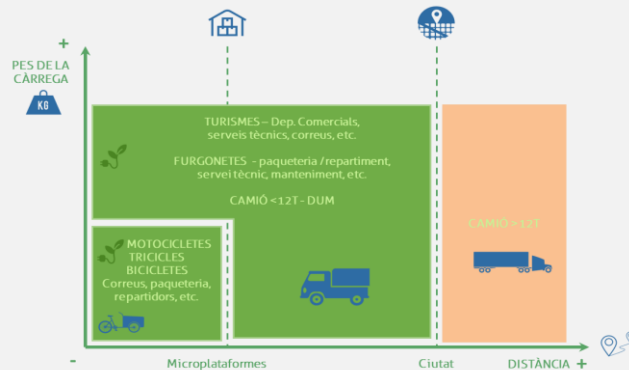 +
PES DE LA
CÀRREGA
KG
TURISMES – Dep. Comercials,
serveis tècnics, correus, etc.
FURGONETES - paqueteria / repartiment,
servei tècnic, manteniment, etc.
CAMIÓ <12T - DUM
CAMIÓ >12T
MOTOCICLETES
TRICICLES
BICICLETES
Correus, paqueteria,
repartidors, etc.
-
Microplataformes
Ciutat
DISTÀNCIA +